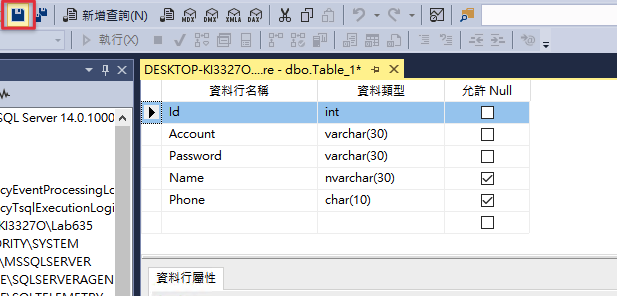 新增查詢(N) MDX DMX XMLA DAX
執行(X)
DESKTOP-KI3327O....re - dbo.Table_1*
資料行名稱 資料類型 允許 Null
Id int
Account varchar(30)
Password varchar(30)
Name nvarchar(30)
Phone char(10)
SQL Server 14.0.1000
cyEventProcessingLo
cyTsqlExecutionLogi
KI3327O\Lab635
ORITY\SYSTEM
\MSSQLSERVER
E\SQLSERVERAGEN
E\SQLTELEMETRY
資料行屬性